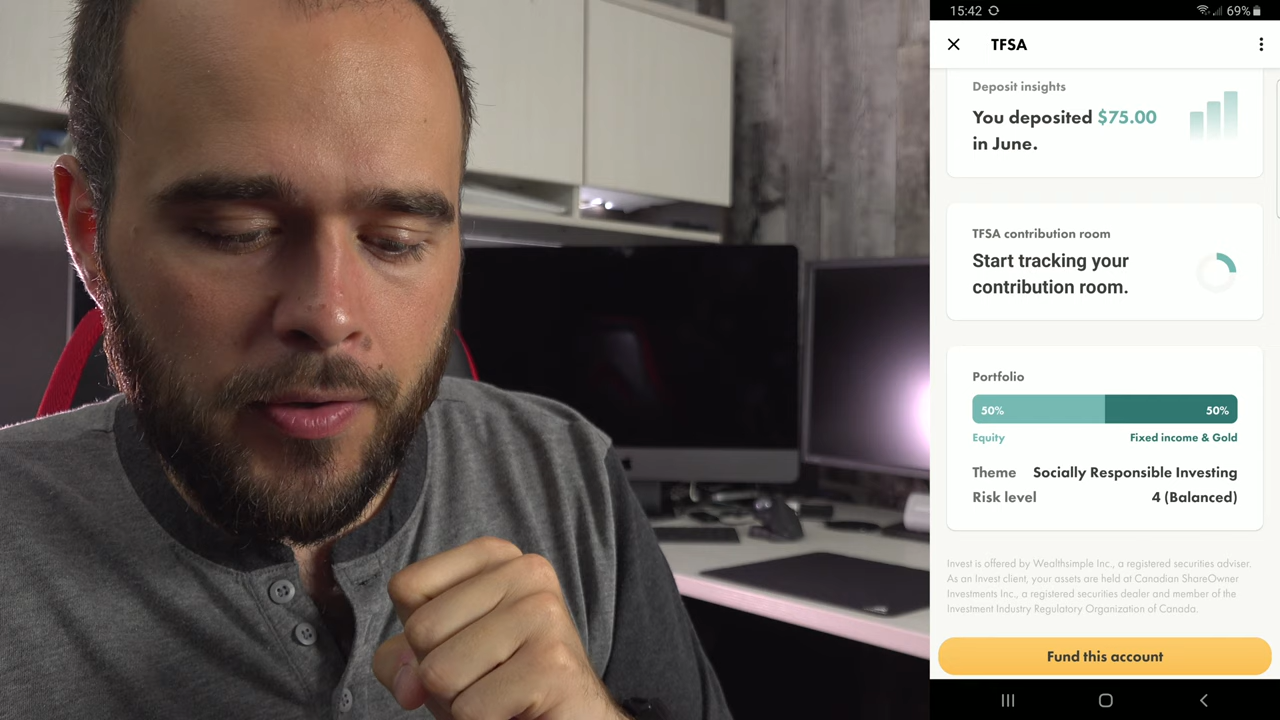 15:42
69%
TFSA
Deposit insights
You deposited $75.00
in June.
TFSA contribution room
Start tracking your
contribution room.
Portfolio
50% 50%
Equity Fixed income & Gold
Theme Socially Responsible Investing
Risk level 4 (Balanced)
Invest is offered by Wealthsimple Inc., a registered securities adviser.
As an Invest client, your assets are held at Canadian ShareOwner
Investments Inc., a registered securities dealer and member of the
Investment Industry Regulatory Organization of Canada.
Fund this account